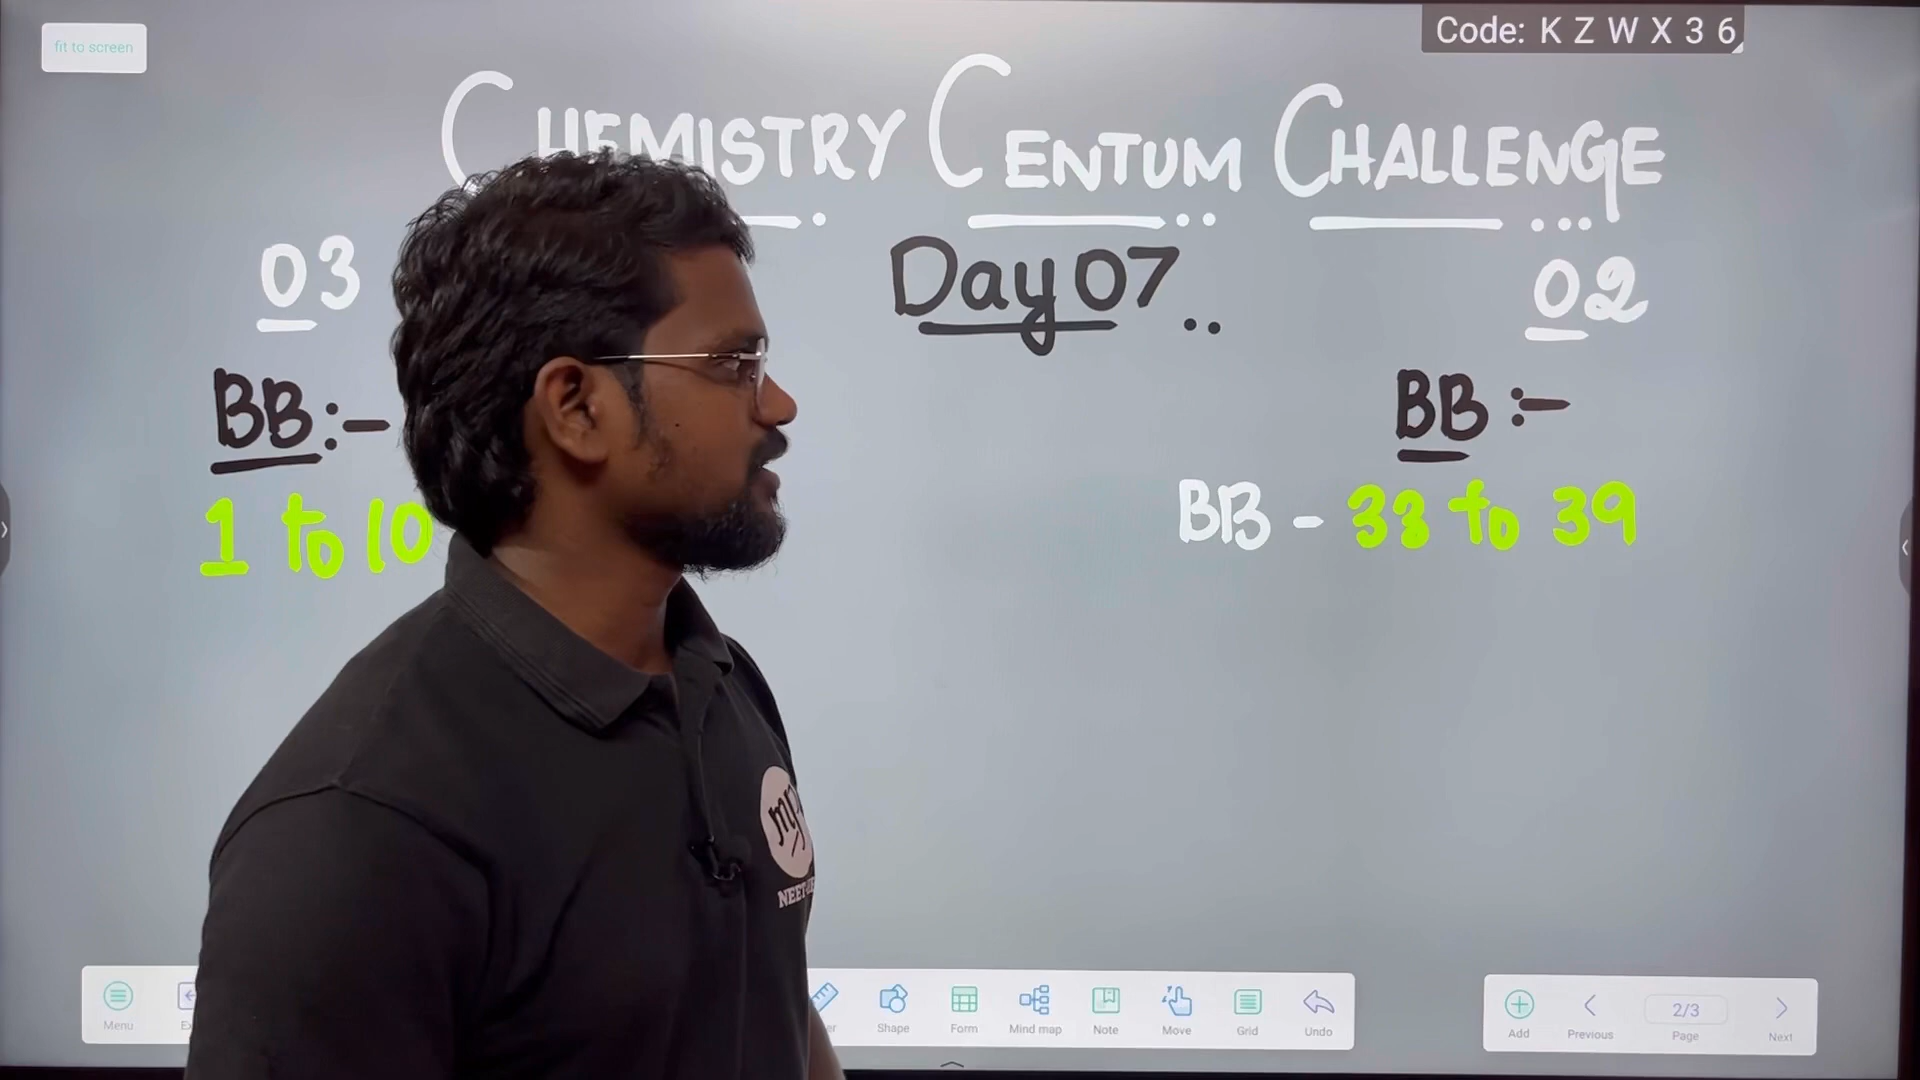 fit to screen
Code: K Z W X 3 6
CHEMISTRY CENTUM CHALLENGE
03
Day 07
02
BB:-
BB:-
1 to 10
BB - 33 to 39
mp
Menu
Shape
Form
Mind map
Note
Move
Grid
Undo
Add
Previous
2/3
Page
Next